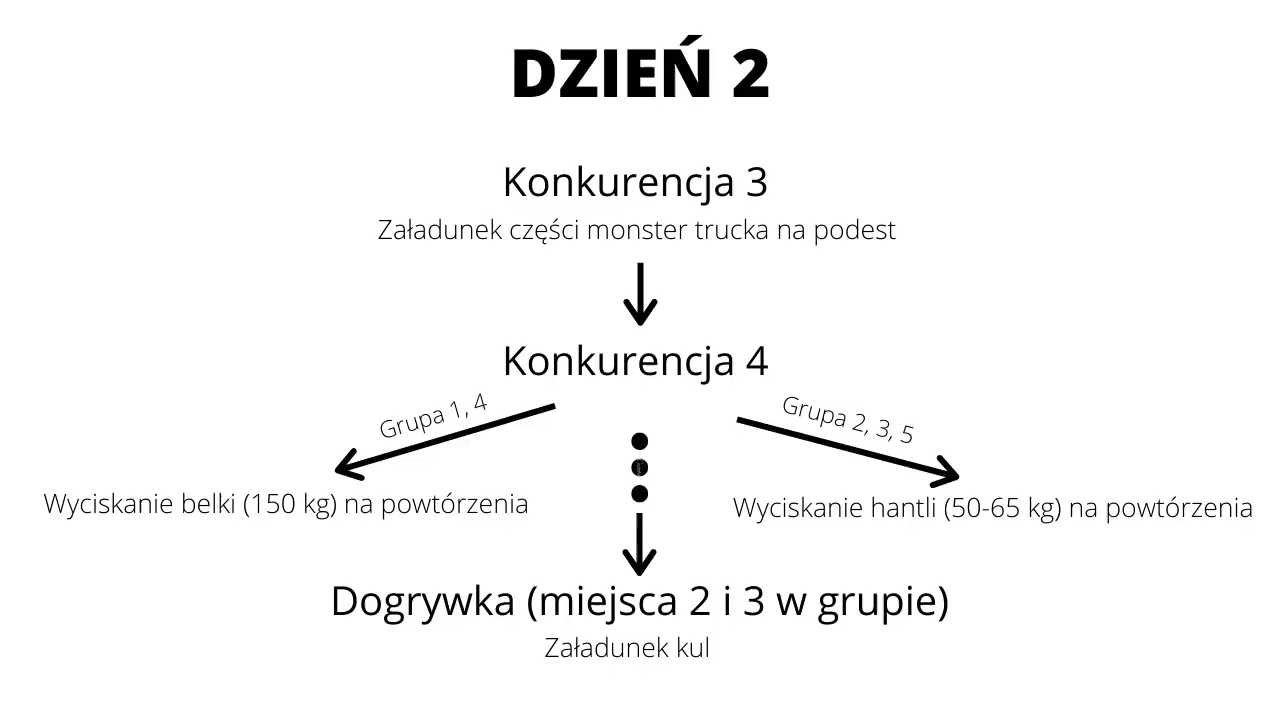 DZIEŃ 2
Konkurencja 3
Załadunek części monster trucka na podest
Konkurencja 4
Grupa 1, 4
Grupa 2, 3, 5
Wyciskanie belki (150 kg) na powtórzenia
Wyciskanie hantli (50-65 kg) na powtórzenia
Dogrywka (miejsca 2 i 3 w grupie)
Załadunek kul